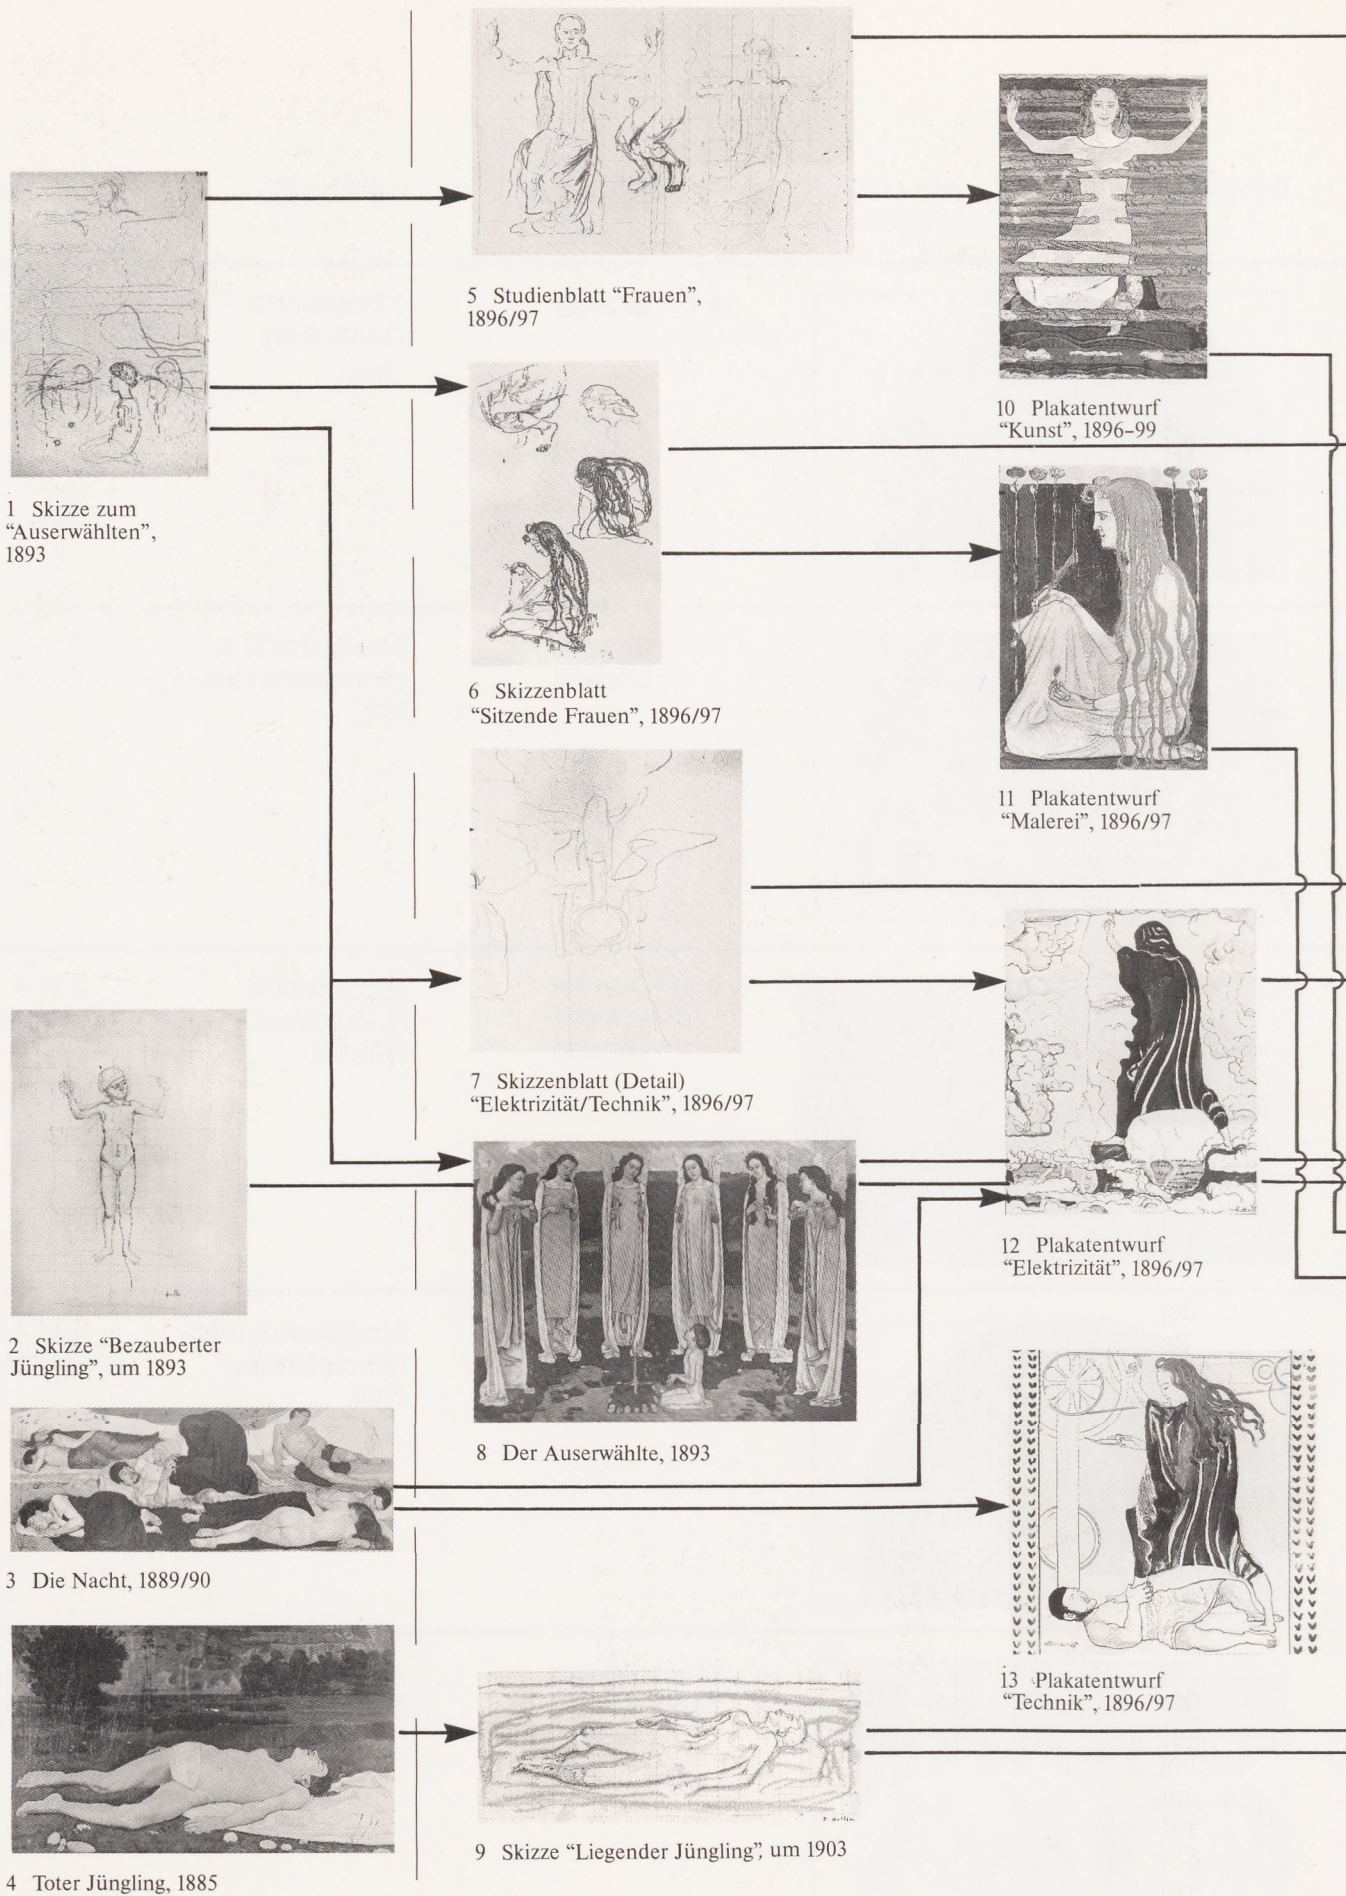 5 Studienblatt “Frauen”,
1896/97
10 Plakatentwurf
“Kunst”, 1896–99
1 Skizze zum
“Auserwählten”,
1893
6 Skizzenblatt
“Sitzende Frauen”, 1896/97
11 Plakatentwurf
“Malerei”, 1896/97
7 Skizzenblatt (Detail)
“Elektrizität/Technik”, 1896/97
12 Plakatentwurf
“Elektrizität”, 1896/97
2 Skizze “Bezauberter
Jüngling”, um 1893
8 Der Auserwählte, 1893
3 Die Nacht, 1889/90
13 Plakatentwurf
“Technik”, 1896/97
9 Skizze “Liegender Jüngling”, um 1903
4 Toter Jüngling, 1885